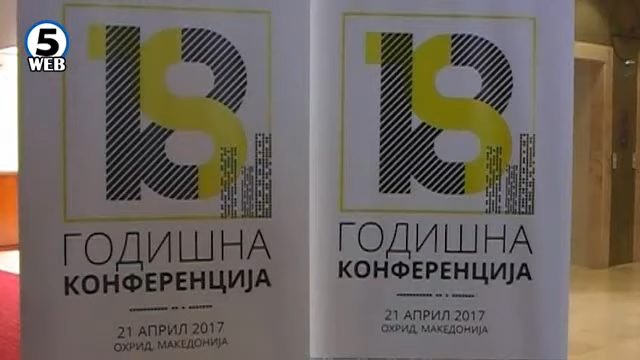 5
WEB
18
ГОДИШНА
КОНФЕРЕНЦИЈА
21 АПРИЛ 2017
ОХРИД, МАКЕДОНИЈА
18
ГОДИШНА
КОНФЕРЕНЦИЈА
21 АПРИЛ 2017
ОХРИД, МАКЕДОНИЈА